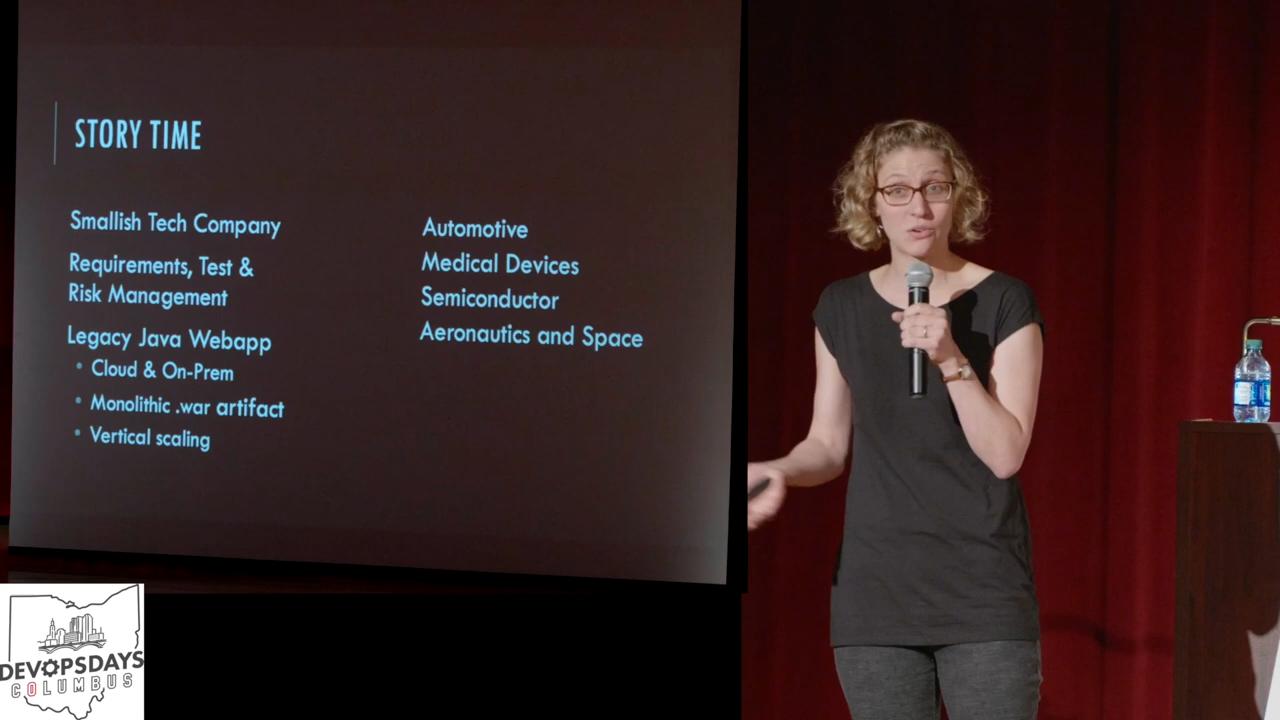 STORY TIME
Smallish Tech Company
Requirements, Test &
Risk Management
Legacy Java Webapp
• Cloud & On-Prem
• Monolithic .war artifact
• Vertical scaling
Automotive
Medical Devices
Semiconductor
Aeronautics and Space
DEVOPSDAYS
COLUMBUS